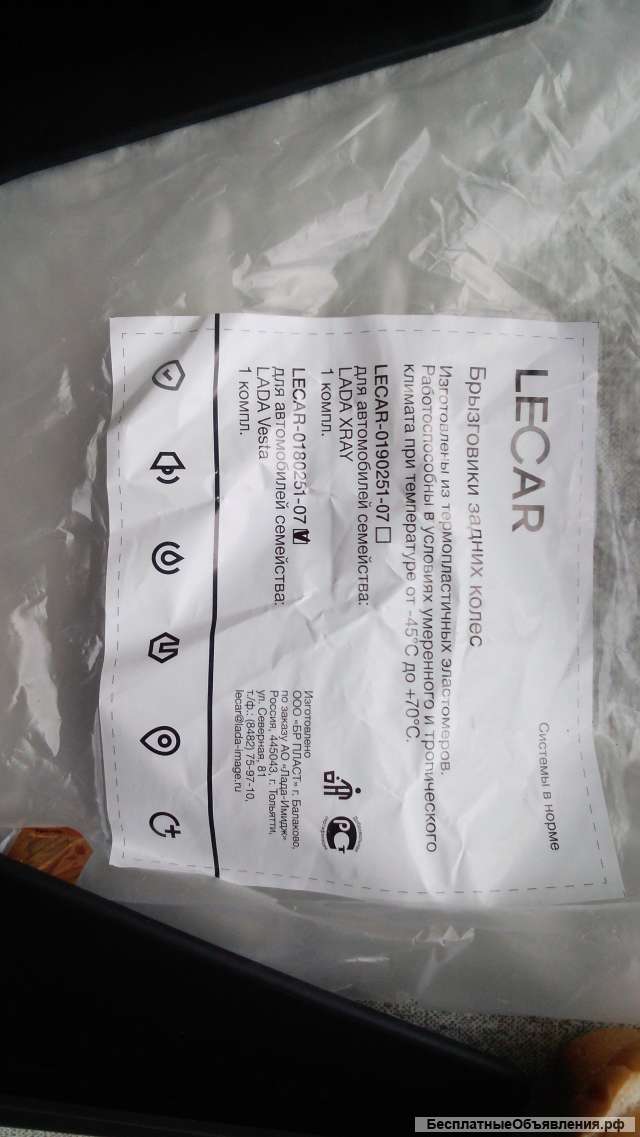 LECAR
Системы в норме
Брызговики задних колес
Изготовлены из термопластичных эластомеров.
Работоспособны в условиях умеренного и тропического
климата при температуре от -45°С до +70°С.
LECAR-0190251-07
для автомобилей семейства:
LADA XRAY
1 компл.
LECAR-0180251-07
для автомобилей семейства:
LADA Vesta
1 компл.
Изготовлено
ООО «БР ПЛАСТ» г. Балаково,
по заказу АО «Лада-Имидж»
Россия, 445043, г. Тольятти,
ул. Северная, 81
т/ф.: (8482) 75-97-10,
lecar@lada-image.ru
БесплатныеОбъявления.рф